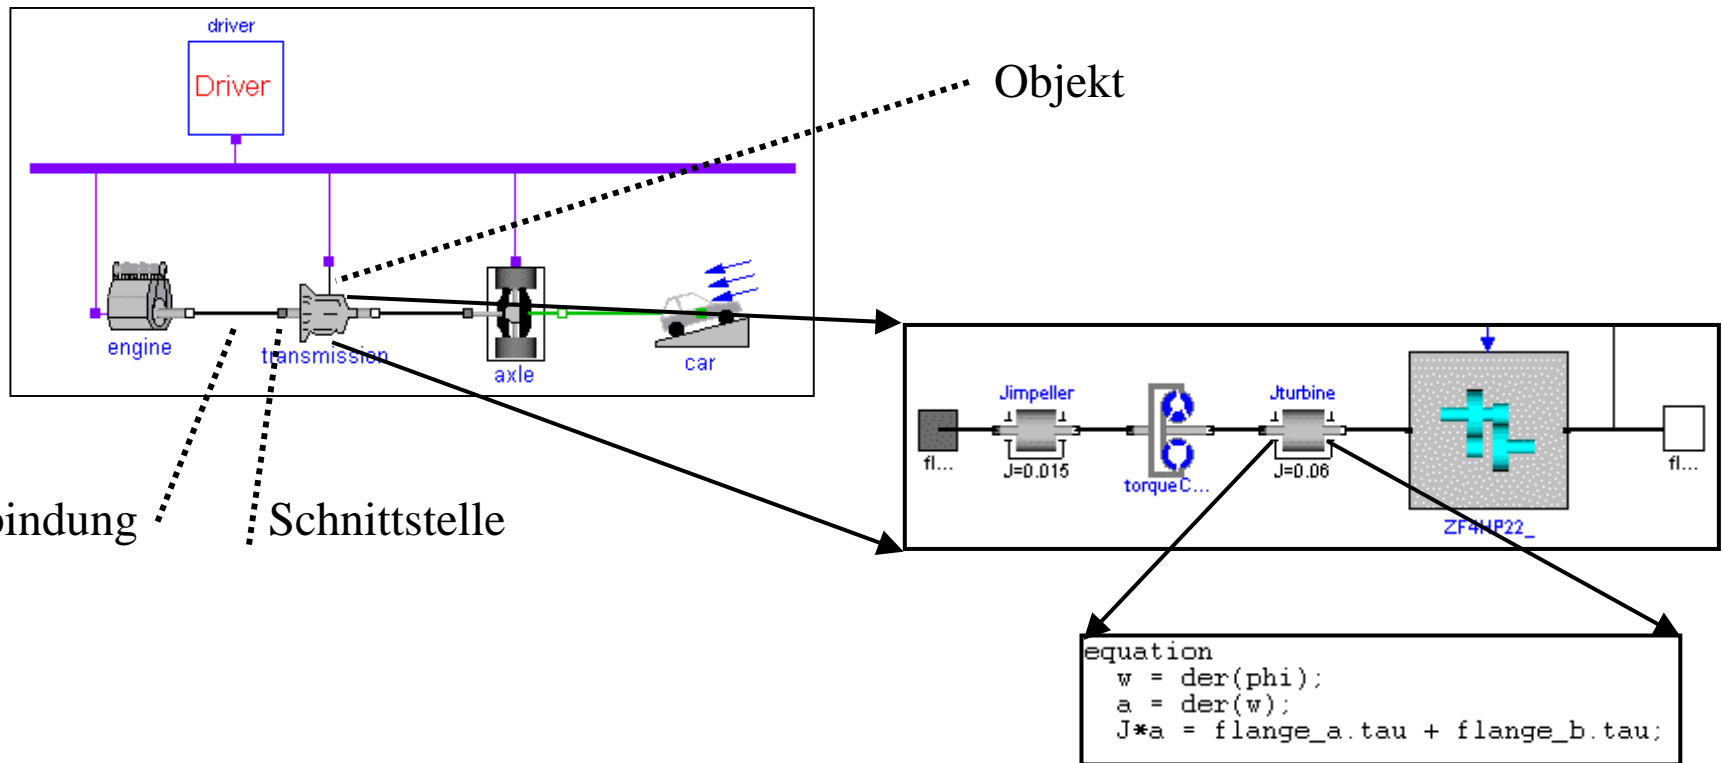 driver
Driver
Objekt
engine
transmission
axle
car
bindung
Schnittstelle
Jimpeller
J=0.015
torqueC...
Jturbine
J=0.06
ZF4HP22_
fl...
fl...
equation
w = der(phi);
a = der(w);
J*a = flange_a.tau + flange_b.tau;